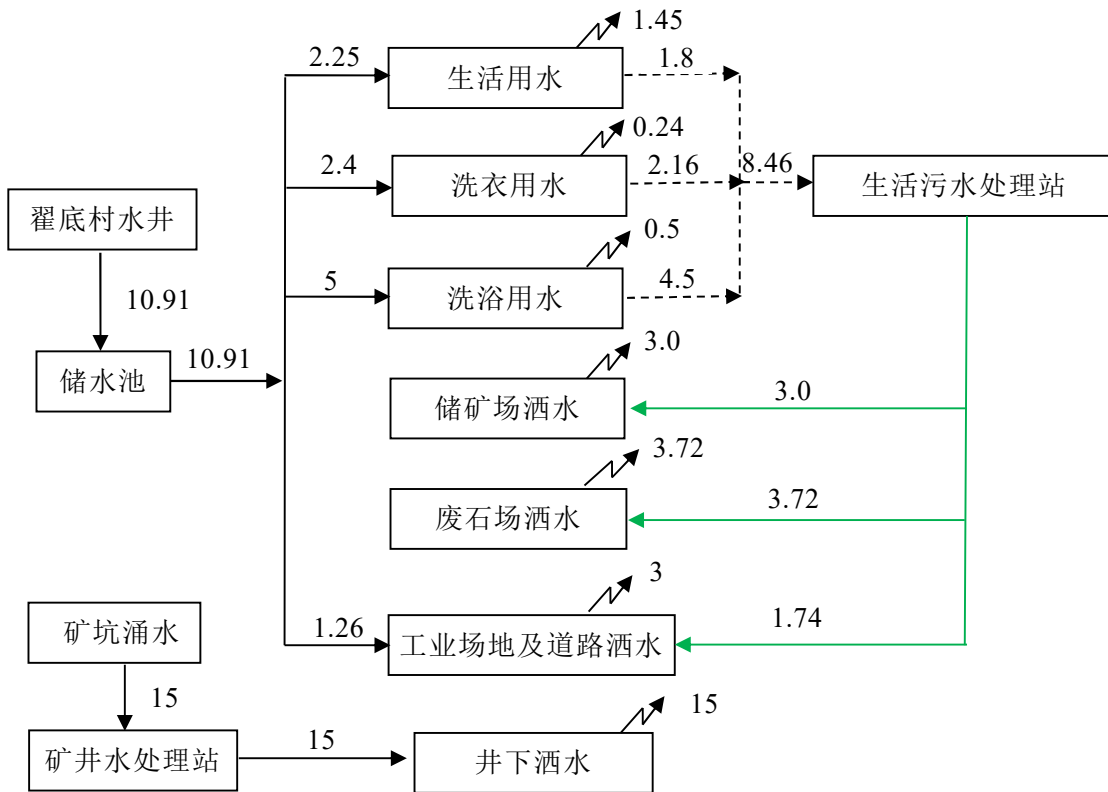 1.45
2.25
生活用水
1.8
0.24
2.4
洗衣用水
2.16
8.46
生活污水处理站
翟底村水井
0.5
5
洗浴用水
4.5
10.91
储水池
10.91
3.0
储矿场洒水
3.0
3.72
废石场洒水
3.72
3
1.26
工业场地及道路洒水
1.74
矿坑涌水
15
矿井水处理站
15
井下洒水
15